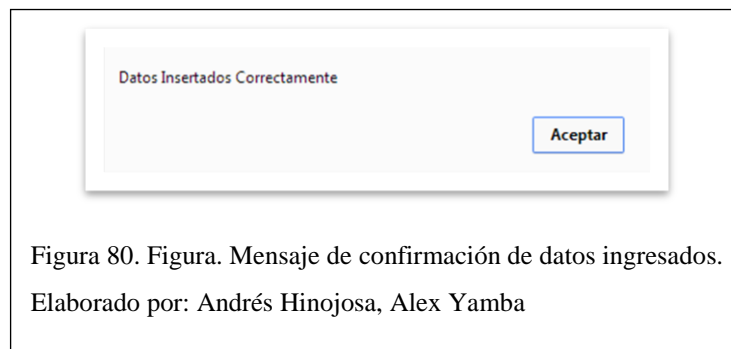 Datos Insertados Correctamente
Aceptar
Figura 80. Figura. Mensaje de confirmación de datos ingresados.
Elaborado por: Andrés Hinojosa, Alex Yamba